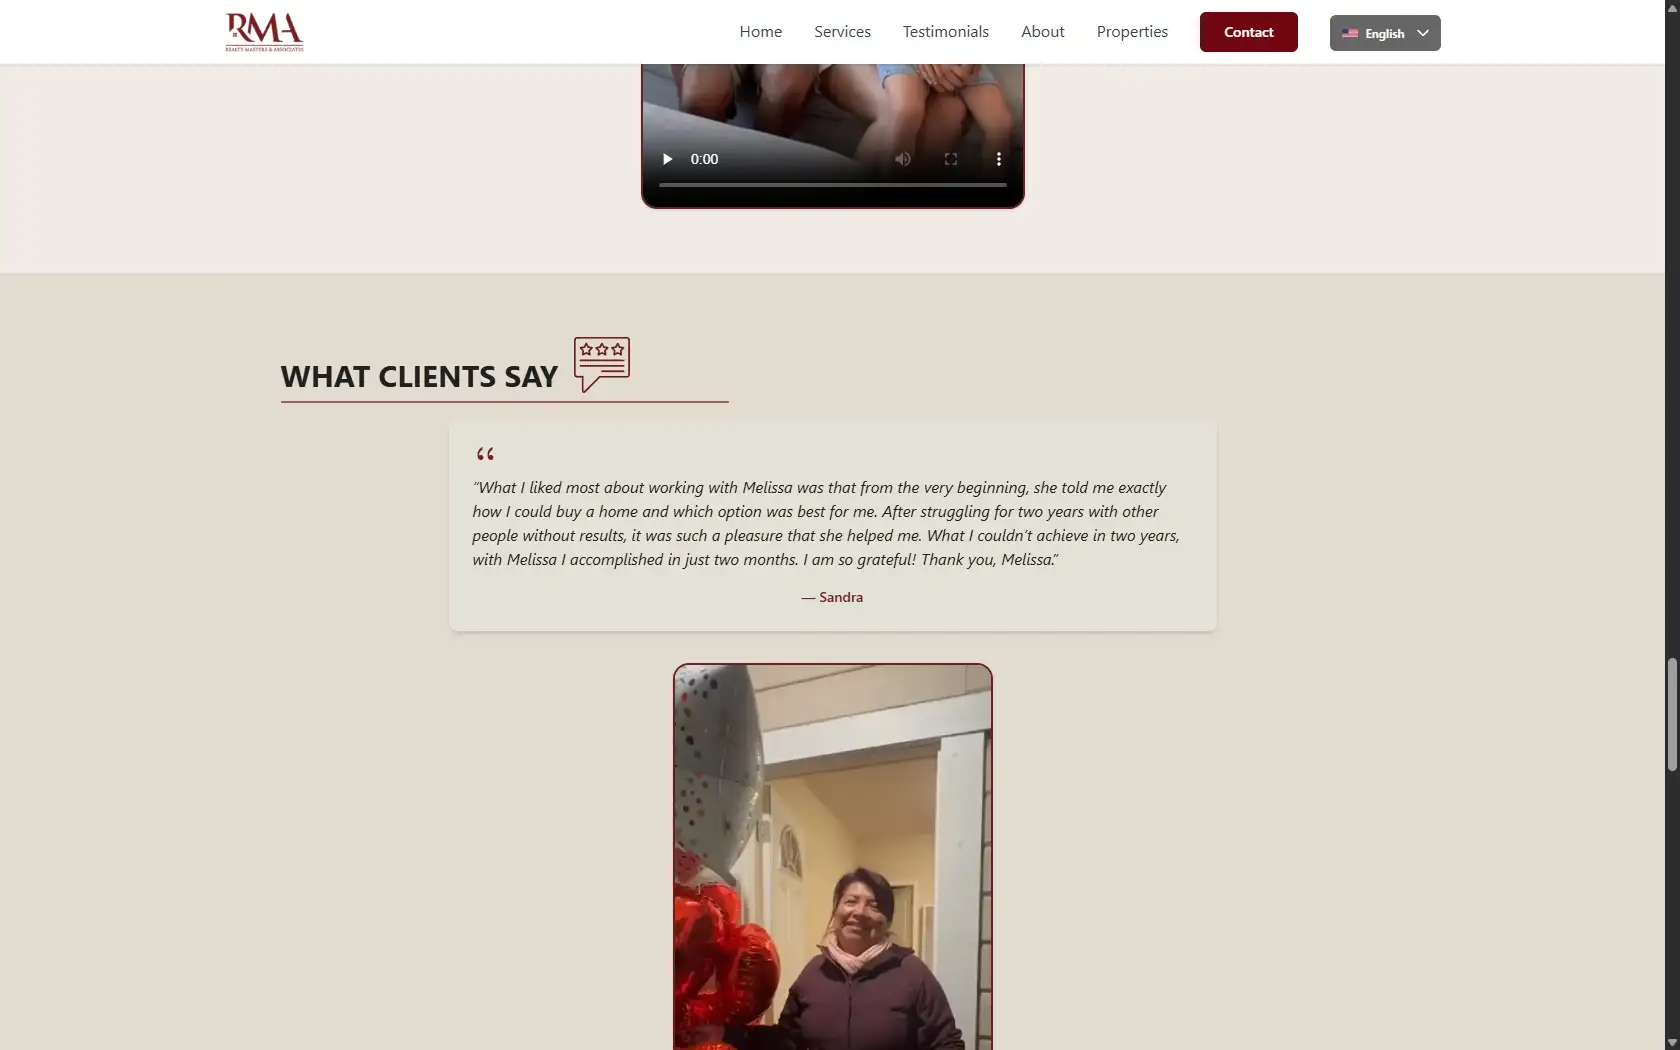 RMA
REALTY MASTERS & ASSOCIATES
Home
Services
Testimonials
About
Properties
Contact
English
0:00
WHAT CLIENTS SAY
“
“What I liked most about working with Melissa was that from the very beginning, she told me exactly
how I could buy a home and which option was best for me. After struggling for two years with other
people without results, it was such a pleasure that she helped me. What I couldn’t achieve in two years,
with Melissa I accomplished in just two months. I am so grateful! Thank you, Melissa.”
— Sandra